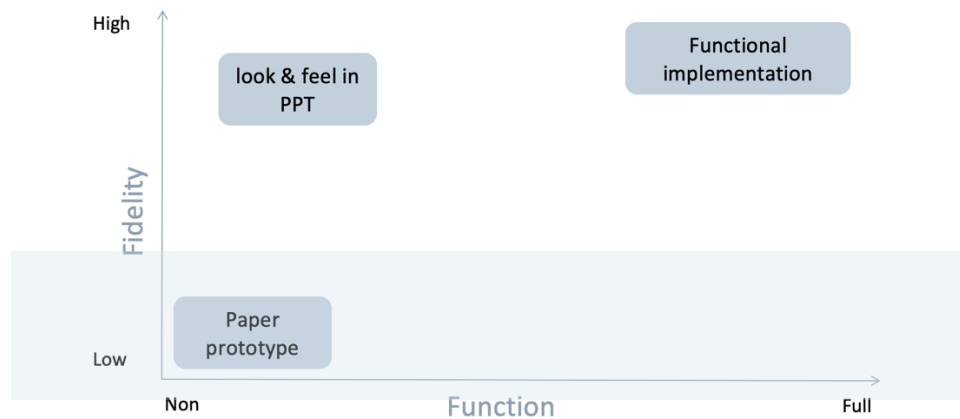 High
look & feel in
PPT
Functional
implementation
Fidelity
Paper
prototype
Low
Non
Function
Full